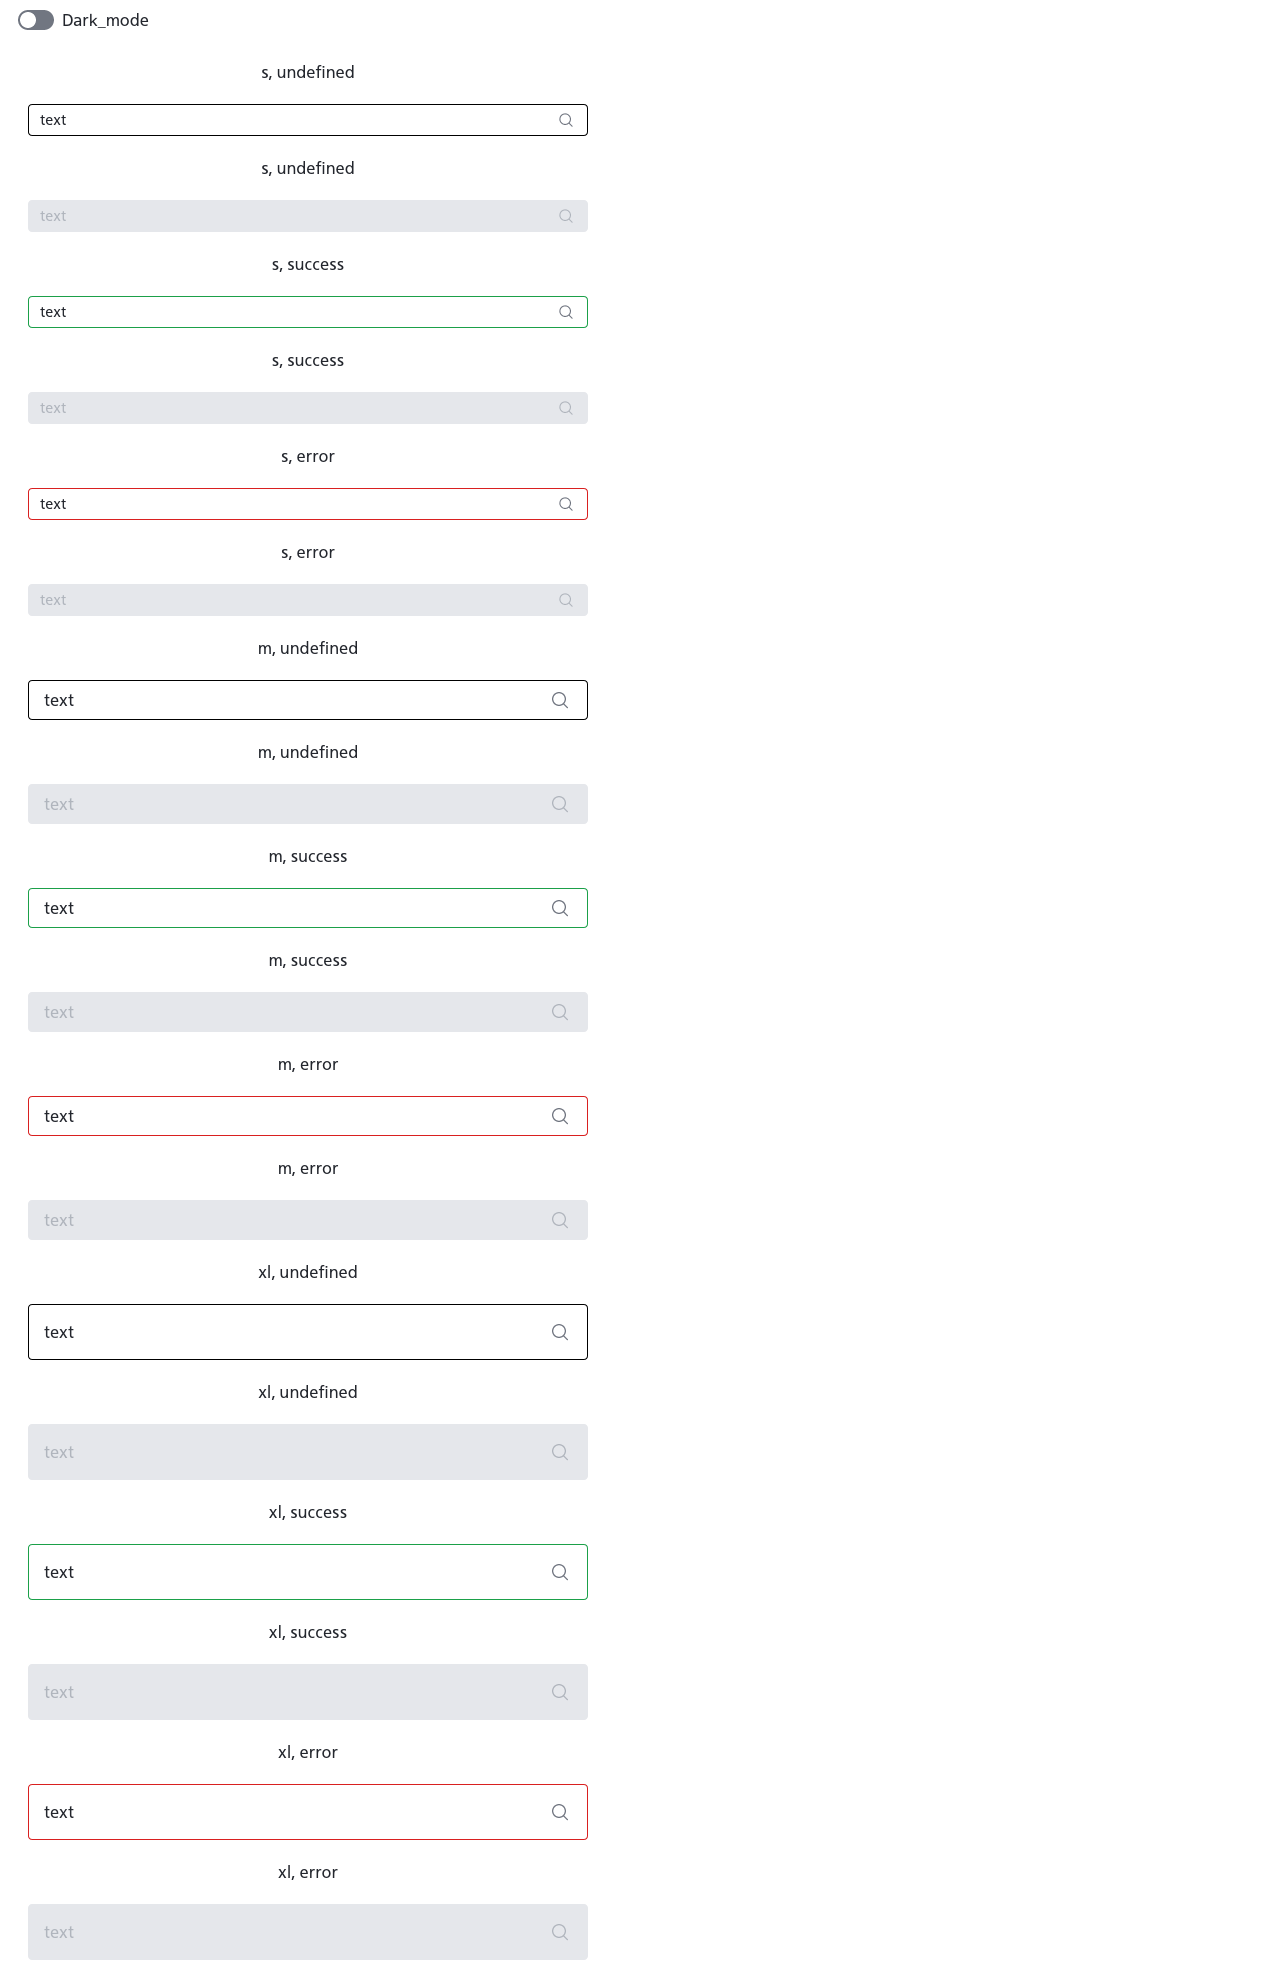 Dark_mode
s, undefined
text
s, undefined
text
s, success
text
s, success
text
s, error
text
s, error
text
m, undefined
text
m, undefined
text
m, success
text
m, success
text
m, error
text
m, error
text
xl, undefined
text
xl, undefined
text
xl, success
text
xl, success
text
xl, error
text
xl, error
text